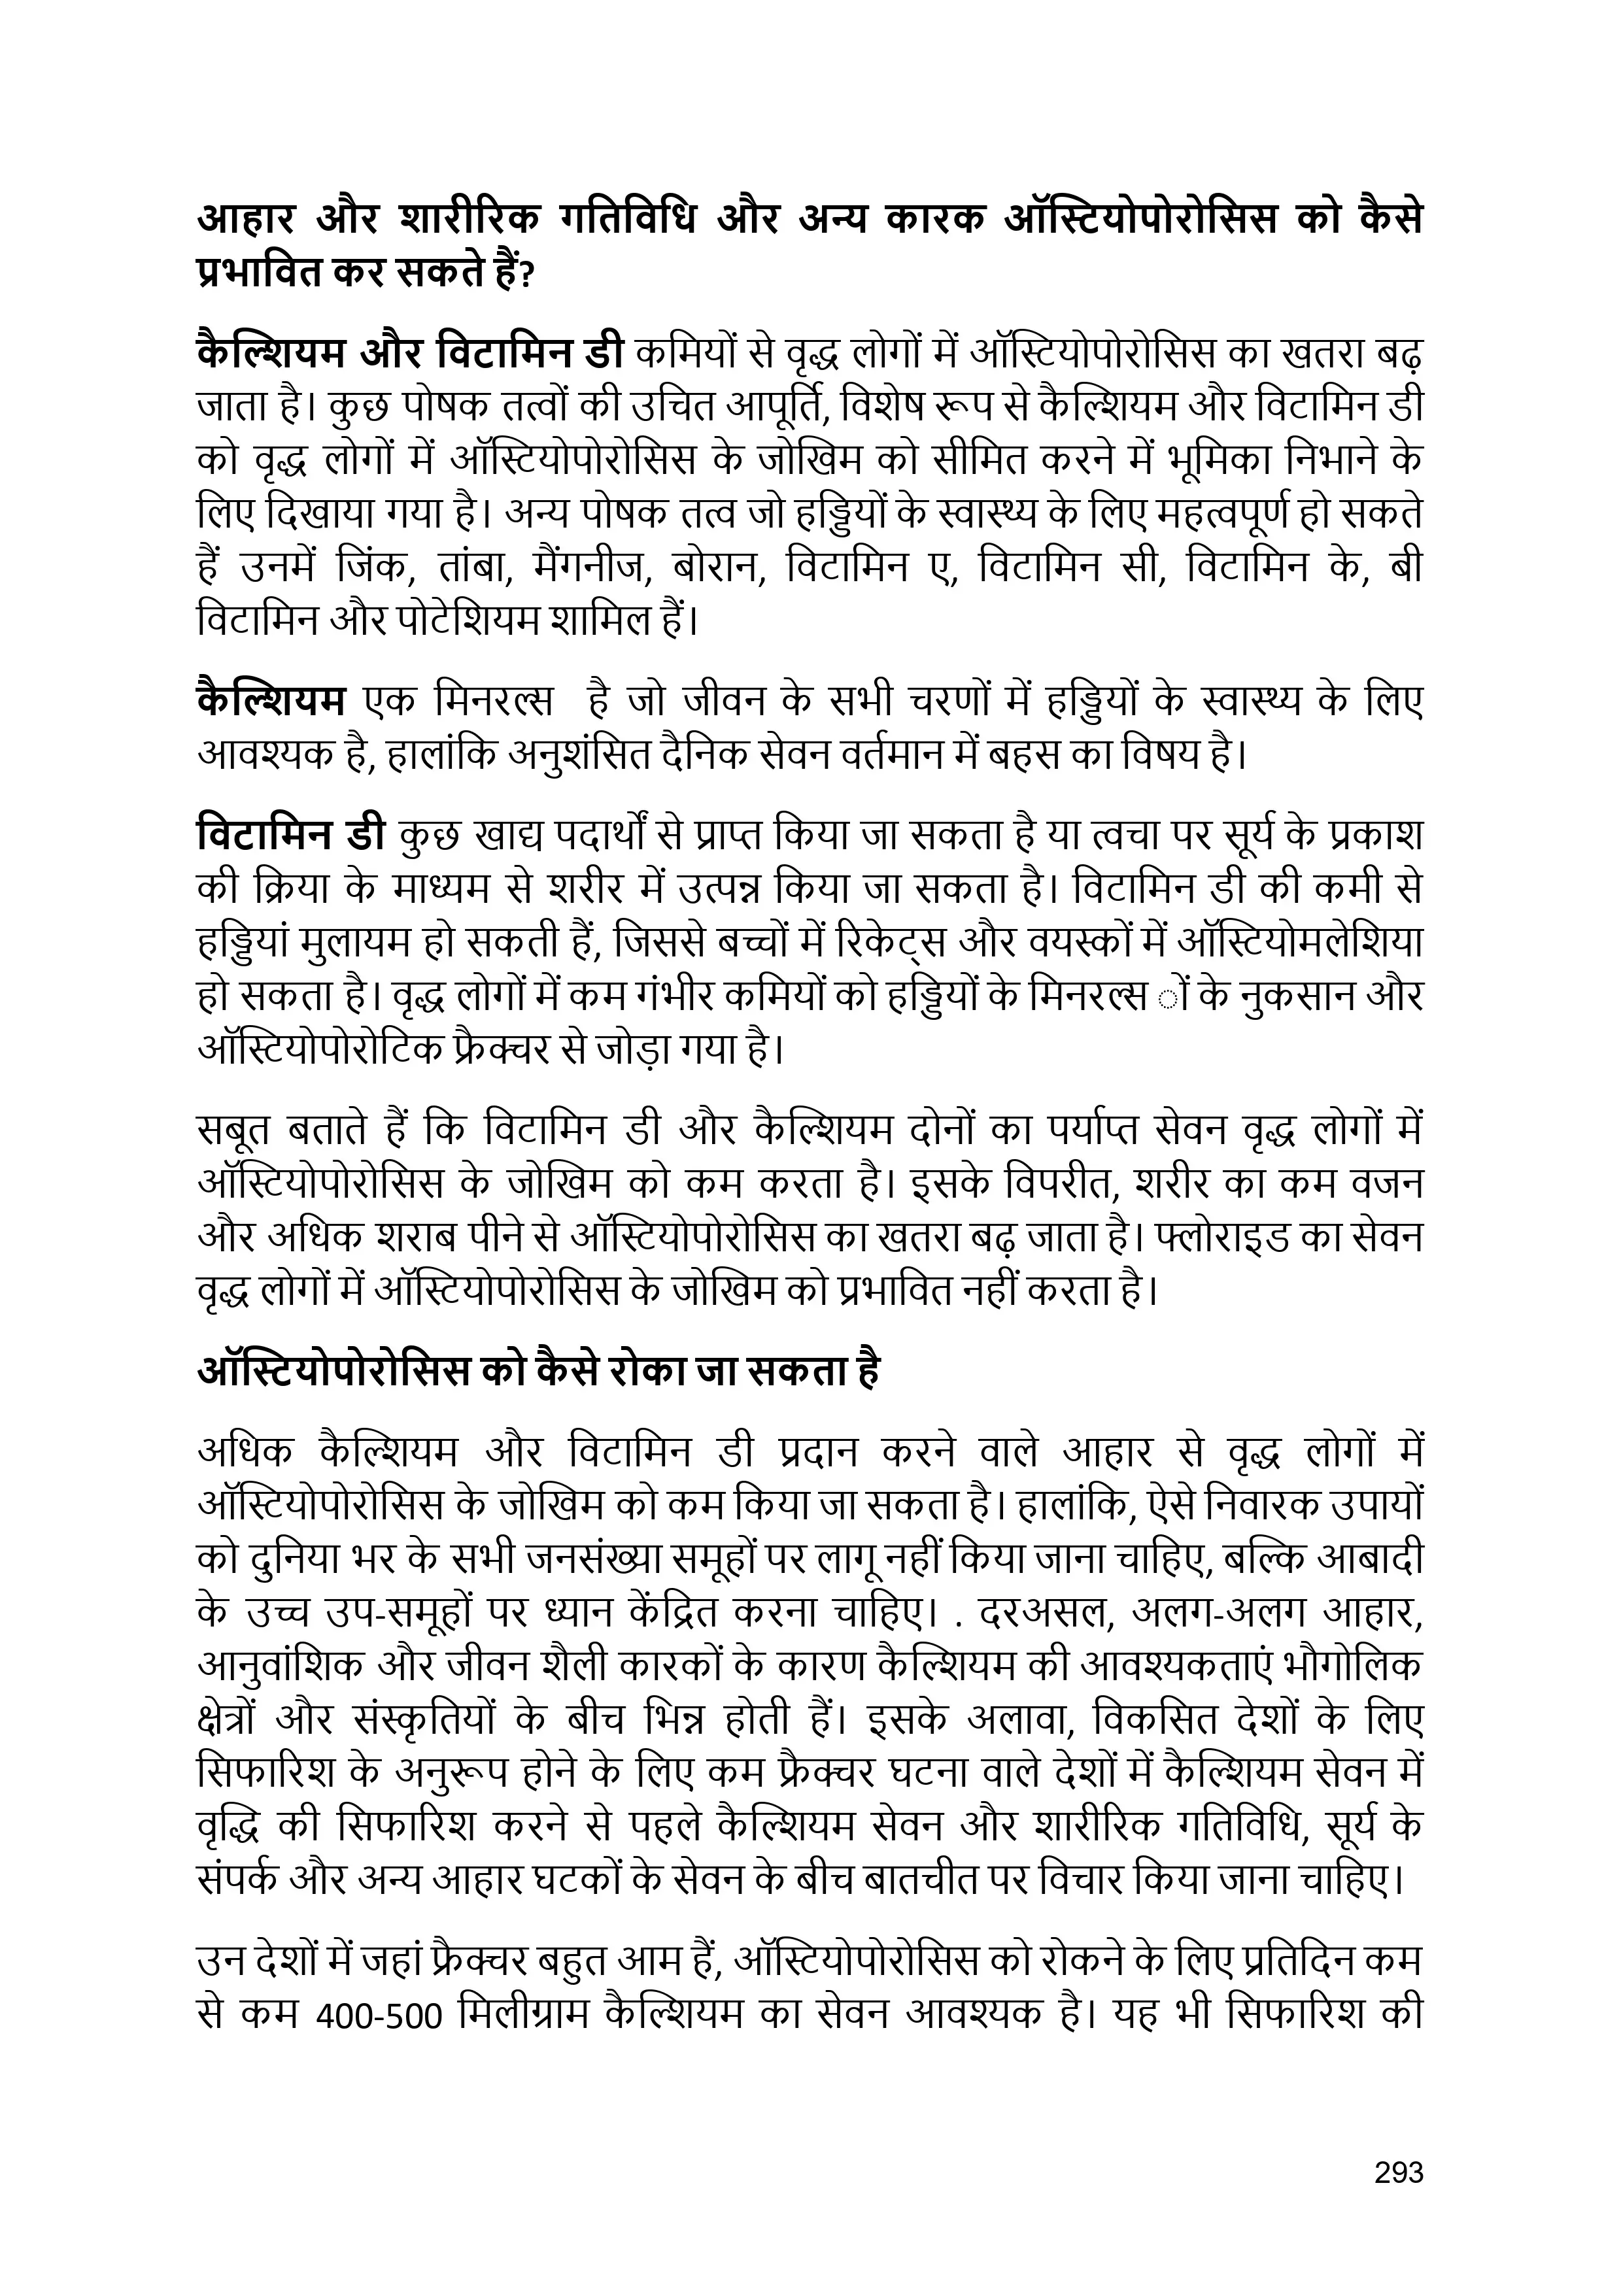 आहार और शारीरिक गतिविधि और अन्य कारक ऑस्टियोपोरोसिस को कैसे
प्रभावित कर सकते हैं?
कैल्शियम और विटामिन डी कमियों से वृद्ध लोगों में ऑस्टियोपोरोसिस का खतरा बढ़
जाता है। कुछ पोषक तत्वों की उचित आपूर्ति, विशेष रूप से कैल्शियम और विटामिन डी
को वृद्ध लोगों में ऑस्टियोपोरोसिस के जोखिम को सीमित करने में भूमिका निभाने के
लिए दिखाया गया है। अन्य पोषक तत्व जो हड्डियों के स्वास्थ्य के लिए महत्वपूर्ण हो सकते
हैं उनमें जिंक, तांबा, मैंगनीज, बोरान, विटामिन ए, विटामिन सी, विटामिन के, बी
विटामिन और पोटेशियम शामिल हैं।
कैल्शियम एक मिनरल्स है जो जीवन के सभी चरणों में हड्डियों के स्वास्थ्य के लिए
आवश्यक है, हालांकि अनुशंसित दैनिक सेवन वर्तमान में बहस का विषय है।
विटामिन डी कुछ खाद्य पदार्थों से प्राप्त किया जा सकता है या त्वचा पर सूर्य के प्रकाश
की क्रिया के माध्यम से शरीर में उत्पन्न किया जा सकता है। विटामिन डी की कमी से
हड्डियां मुलायम हो सकती हैं, जिससे बच्चों में रिकेट्स और वयस्कों में ऑस्टियोमलेशिया
हो सकता है। वृद्ध लोगों में कम गंभीर कमियों को हड्डियों के मिनरल्स ों के नुकसान और
ऑस्टियोपोरोटिक फ्रैक्चर से जोड़ा गया है।
सबूत बताते हैं कि विटामिन डी और कैल्शियम दोनों का पर्याप्त सेवन वृद्ध लोगों में
ऑस्टियोपोरोसिस के जोखिम को कम करता है। इसके विपरीत, शरीर का कम वजन
और अधिक शराब पीने से ऑस्टियोपोरोसिस का खतरा बढ़ जाता है। फ्लोराइड का सेवन
वृद्ध लोगों में ऑस्टियोपोरोसिस के जोखिम को प्रभावित नहीं करता है।
ऑस्टियोपोरोसिस को कैसे रोका जा सकता है
अधिक कैल्शियम और विटामिन डी प्रदान करने वाले आहार से वृद्ध लोगों में
ऑस्टियोपोरोसिस के जोखिम को कम किया जा सकता है। हालांकि, ऐसे निवारक उपायों
को दुनिया भर के सभी जनसंख्या समूहों पर लागू नहीं किया जाना चाहिए, बल्कि आबादी
के उच्च उप-समूहों पर ध्यान केंद्रित करना चाहिए। . दरअसल, अलग-अलग आहार,
आनुवांशिक और जीवन शैली कारकों के कारण कैल्शियम की आवश्यकताएं भौगोलिक
क्षेत्रों और संस्कृतियों के बीच भिन्न होती हैं। इसके अलावा, विकसित देशों के लिए
सिफारिश के अनुरूप होने के लिए कम फ्रैक्चर घटना वाले देशों में कैल्शियम सेवन में
वृद्धि की सिफारिश करने से पहले कैल्शियम सेवन और शारीरिक गतिविधि, सूर्य के
संपर्क और अन्य आहार घटकों के सेवन के बीच बातचीत पर विचार किया जाना चाहिए।
उन देशों में जहां फ्रैक्चर बहुत आम हैं, ऑस्टियोपोरोसिस को रोकने के लिए प्रतिदिन कम
से कम 400-500 मिलीग्राम कैल्शियम का सेवन आवश्यक है। यह भी सिफारिश की
293